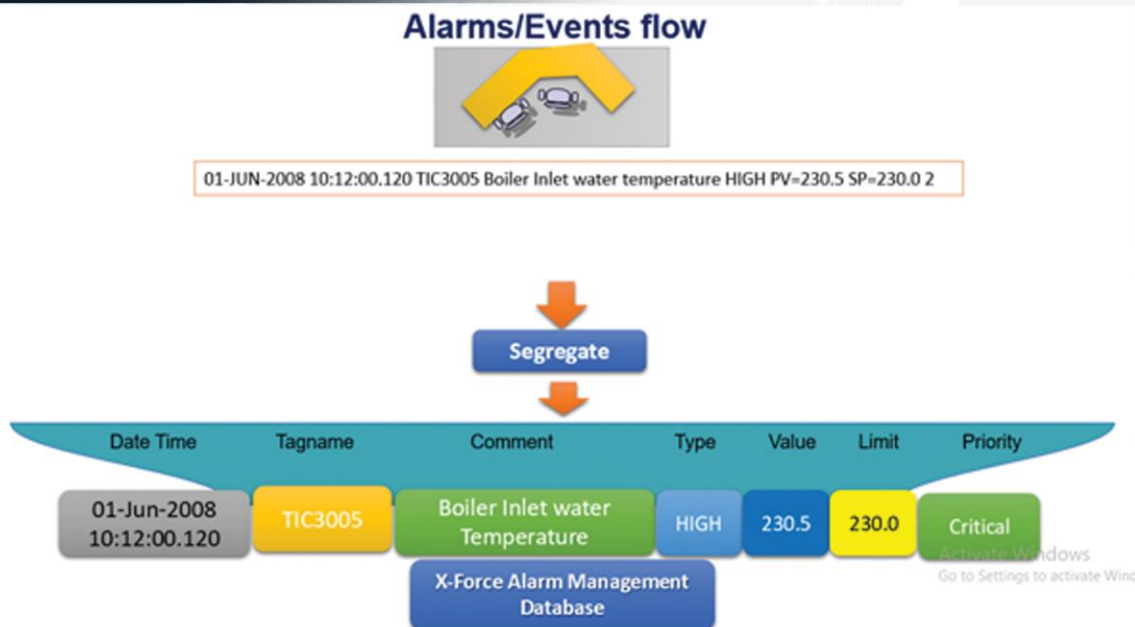 Alarms/Events flow
01-JUN-2008 10:12:00.120 TIC3005 Boiler Inlet water temperature HIGH PV=230.5 SP=230.0 2
Segregate
Date Time Tagname Comment Type Value Limit Priority
01-Jun-2008
10:12:00.120
TIC3005
Boiler Inlet water
Temperature
HIGH
230.5
230.0
Critical
Activate Windows
Go to Settings to activate Wind
X-Force Alarm Management
Database